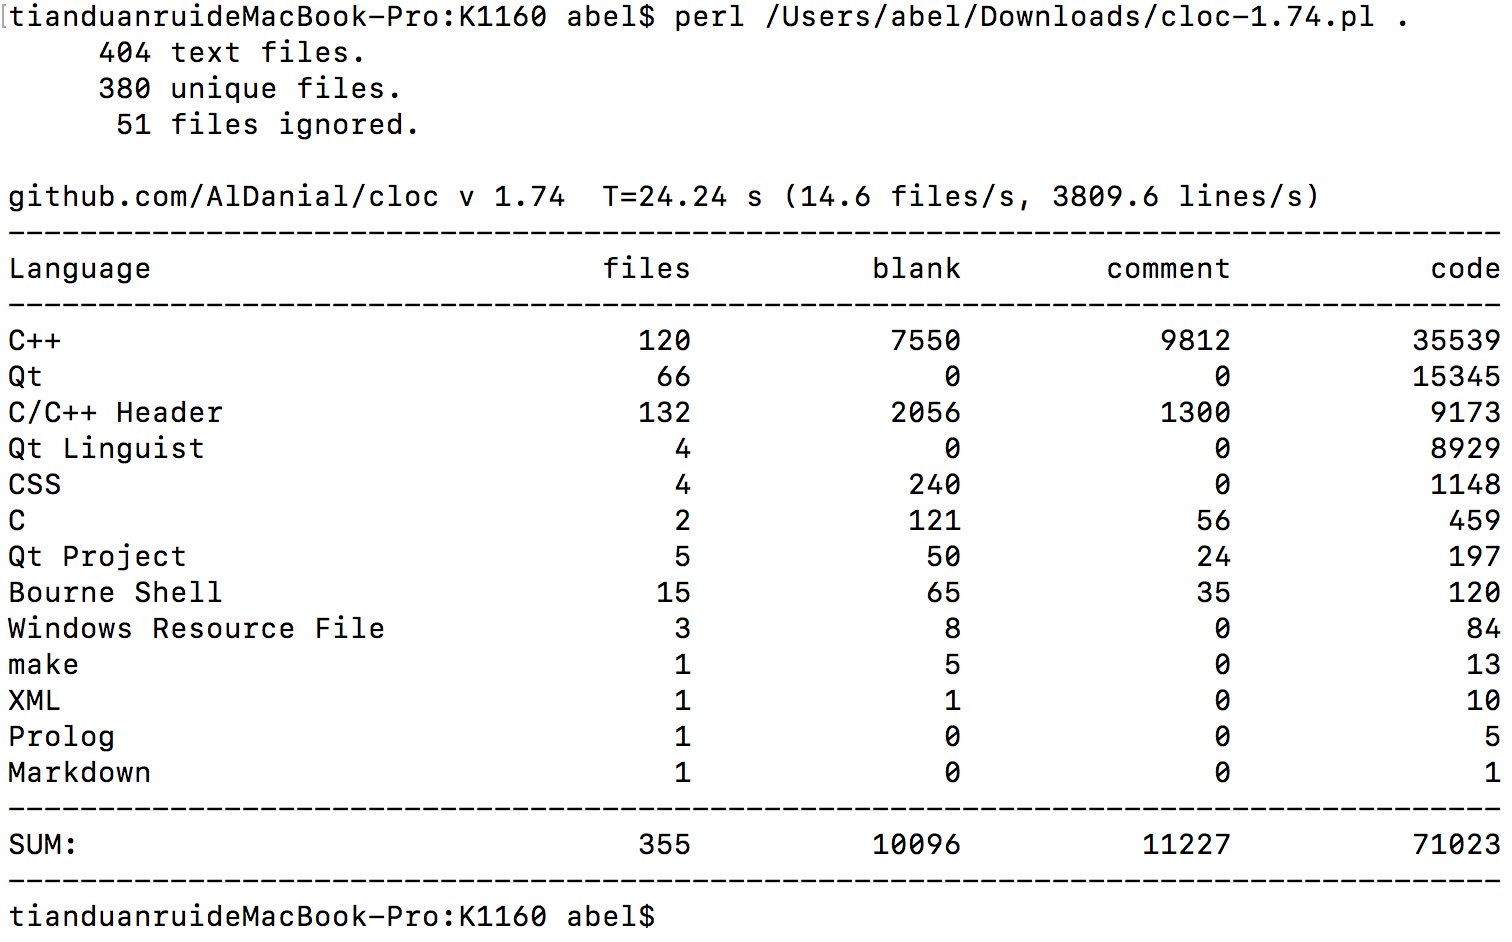 [tianduanruideMacBook-Pro:K1160 abel$ perl /Users/abel/Downloads/cloc-1.74.pl .
     404 text files.
     380 unique files.
      51 files ignored.

github.com/AlDanial/cloc v 1.74  T=24.24 s (14.6 files/s, 3809.6 lines/s)
-----------------------------------------------------------------------------------
Language                         files          blank        comment           code
-----------------------------------------------------------------------------------
C++                                120           7550           9812          35539
Qt                                  66              0              0          15345
C/C++ Header                       132           2056           1300           9173
Qt Linguist                          4              0              0           8929
CSS                                  4            240              0           1148
C                                    2            121             56            459
Qt Project                           5             50             24            197
Bourne Shell                        15             65             35            120
Windows Resource File                3              8              0             84
make                                 1              5              0             13
XML                                  1              1              0             10
Prolog                               1              0              0              5
Markdown                             1              0              0              1
-----------------------------------------------------------------------------------
SUM:                               355          10096          11227          71023
-----------------------------------------------------------------------------------
tianduanruideMacBook-Pro:K1160 abel$